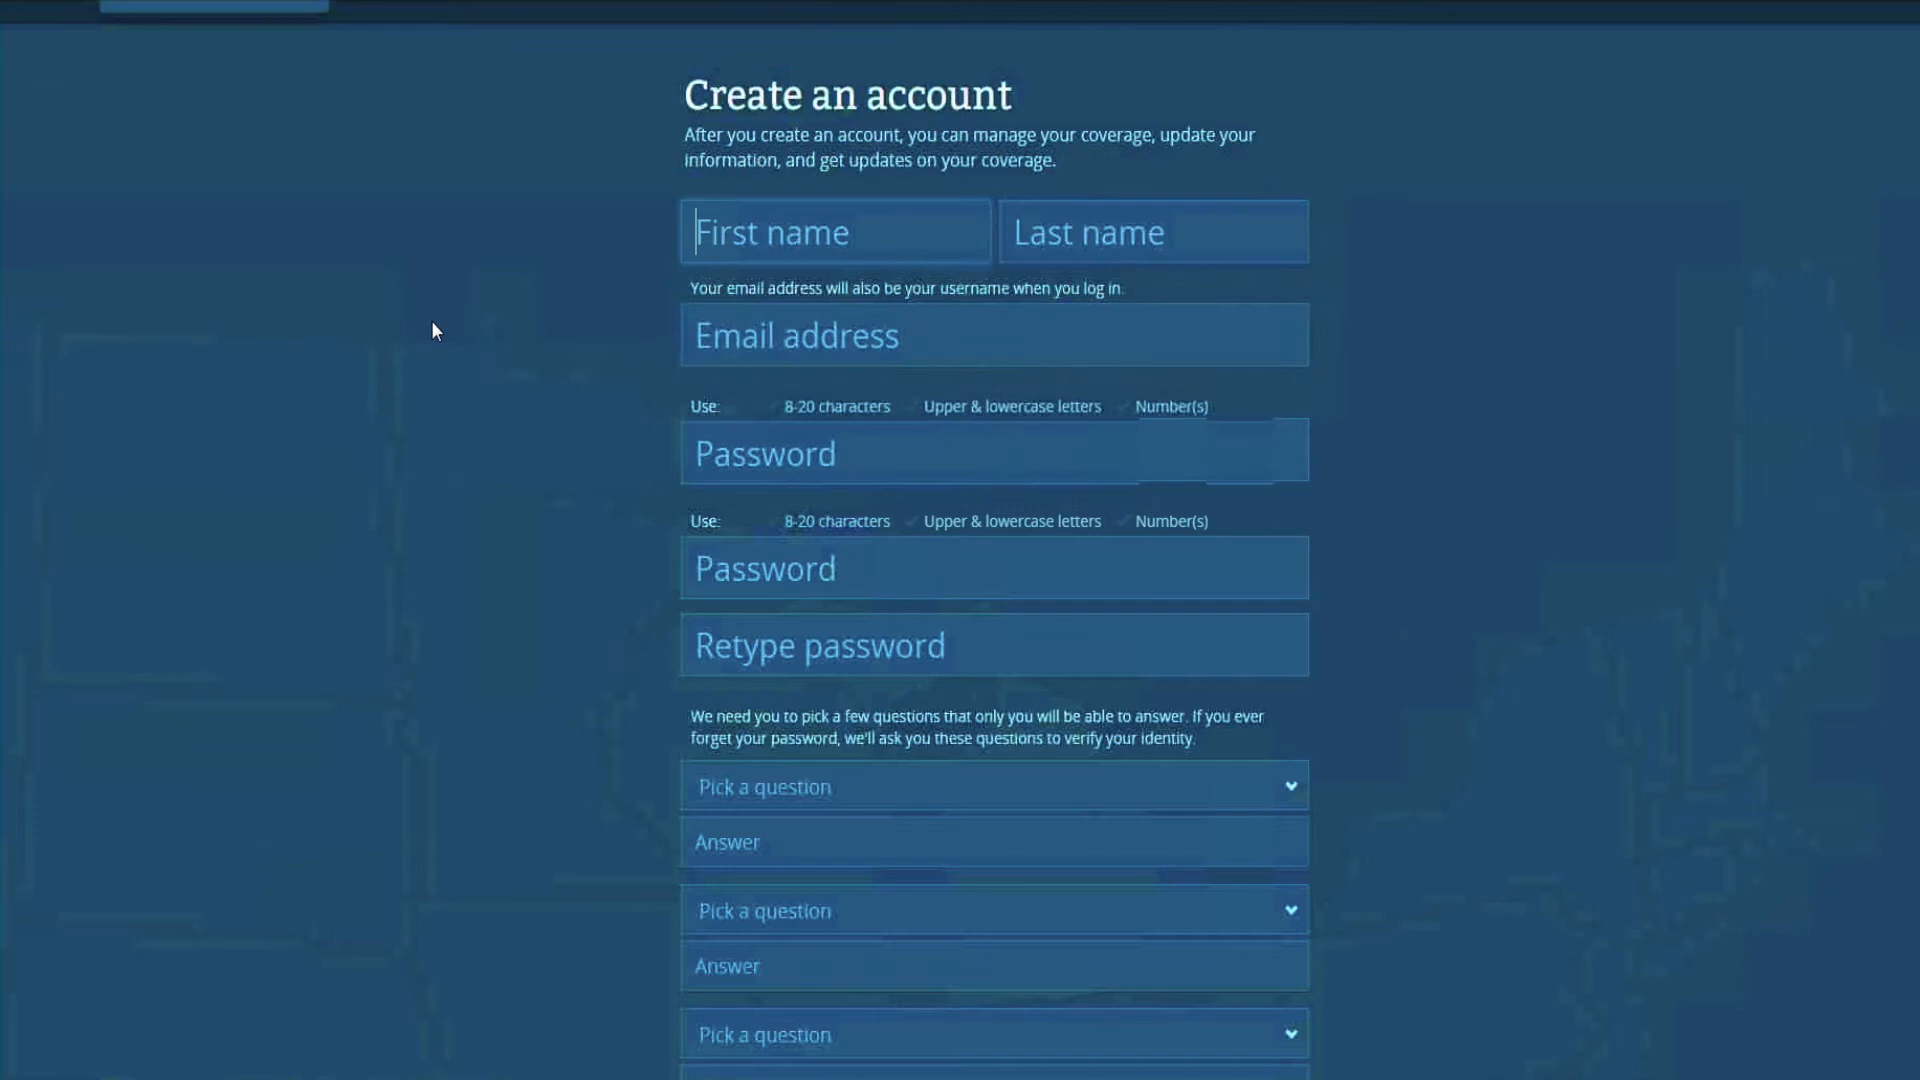 Create an account
After you create an account, you can manage your coverage, update your
information, and get updates on your coverage.
First name Last name
Your email address will also be your username when you log in.
Email address
Use: 8-20 characters Upper & lowercase letters Number(s)
Password
Use: 8-20 characters Upper & lowercase letters Number(s)
Password
Retype password
We need you to pick a few questions that only you will be able to answer. If you ever
forget your password, we'll ask you these questions to verify your identity.
Pick a question
Answer
Pick a question
Answer
Pick a question